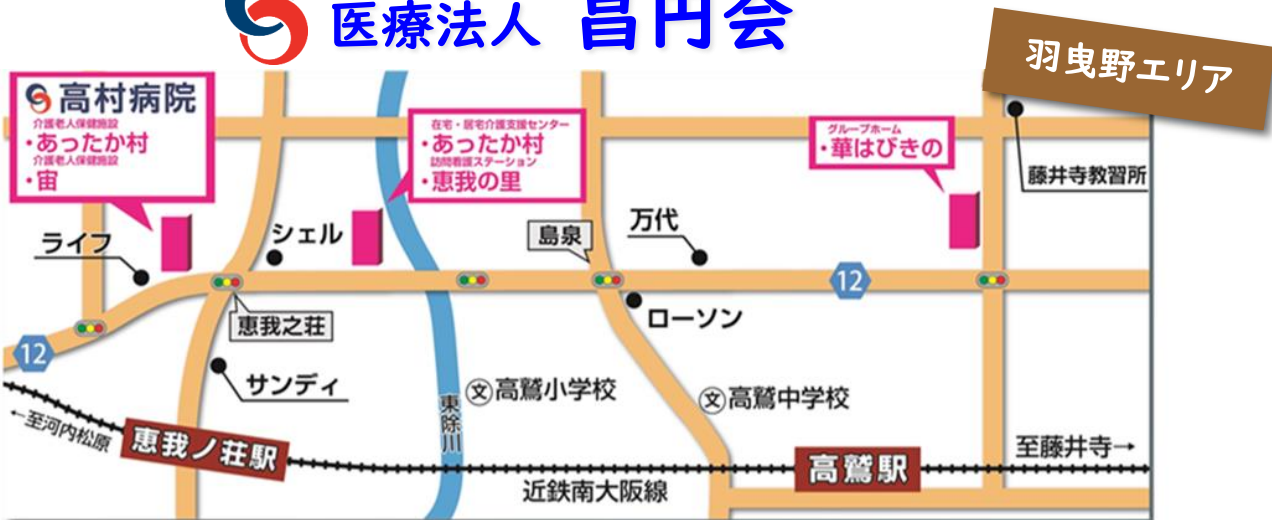 医療法人 昌円会
羽曳野エリア
高村病院
介護老人保健施設
・あったか村
介護老人保健施設
・宙
在宅・居宅介護支援センター
・あったか村
訪問看護ステーション
・恵我の里
グループホーム
・華はびきの
藤井寺教習所
ライフ
シェル
島泉
万代
12
恵我之荘
ローソン
12
サンディ
東除川
文高鷲小学校
文高鷲中学校
←至河内松原
恵我ノ荘駅
近鉄南大阪線
高鷲駅
至藤井寺→